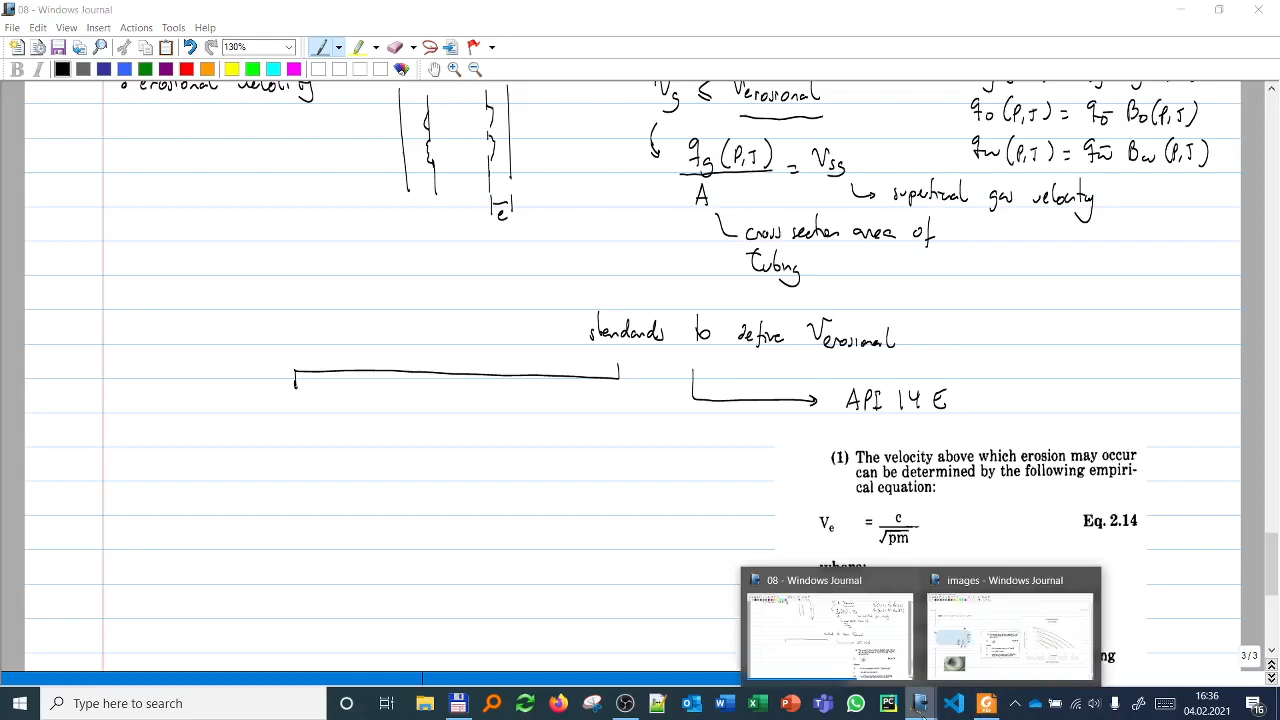 08 - Windows Journal
File Edit View Insert Actions Tools Help
130%
B I
erosional velocity
Vg ≤ Verosional
qo (P,T) = qō Bo(P,T)
qg (P,T) = Vsg
A
qw (P,T) = qw̄ Bw (P,T)
superficial gas velocity
e
cross section area of
tubing
standards to define Verosional
API 14 E
(1) The velocity above which erosion may occur
can be determined by the following empiri-
cal equation:
Ve = c
√pm
Eq. 2.14
where:
08 - Windows Journal
images - Windows Journal
ng
3/3
Type here to search
16:36
04.02.2021